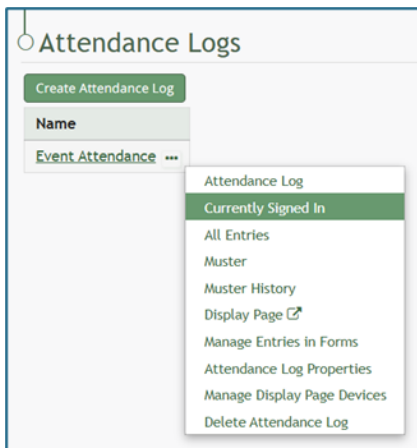 Attendance Logs
Create Attendance Log
Name
Event Attendance ...
Attendance Log
Currently Signed In
All Entries
Muster
Muster History
Display Page
Manage Entries in Forms
Attendance Log Properties
Manage Display Page Devices
Delete Attendance Log